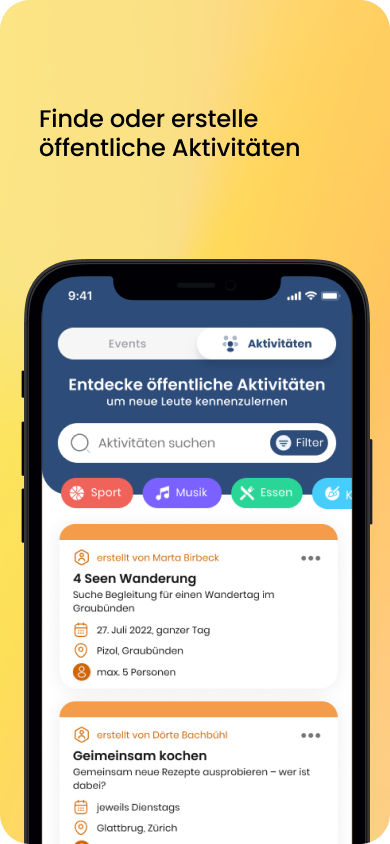 Finde oder erstelle
öffentliche Aktivitäten
9:41
Events
Aktivitäten
Entdecke öffentliche Aktivitäten
um neue Leute kennenzulernen
Aktivitäten suchen
Filter
Sport
Musik
Essen
K
erstellt von Marta Birbeck
4 Seen Wanderung
Suche Begleitung für einen Wandertag im
Graubünden
27. Juli 2022, ganzer Tag
Pizol, Graubünden
max. 5 Personen
erstellt von Dörte Bachbühl
Geimeinsam kochen
Gemeinsam neue Rezepte ausprobieren – wer ist
dabei?
jeweils Dienstags
Glattbrug, Zürich